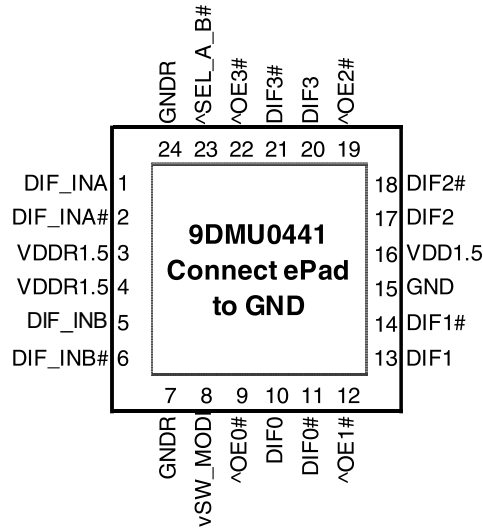 GNDR
^SEL_A_B#
^OE3#
DIF3#
DIF3
^OE2#
24 23 22 21 20 19
DIF_INA 1
DIF_INA# 2
VDDR1.5 3
VDDR1.5 4
DIF_INB 5
DIF_INB# 6
9DMU0441
Connect ePad
to GND
18 DIF2#
17 DIF2
16 VDD1.5
15 GND
14 DIF1#
13 DIF1
7 8 9 10 11 12
GNDR
vSW_MODE
^OE0#
DIF0
DIF0#
^OE1#